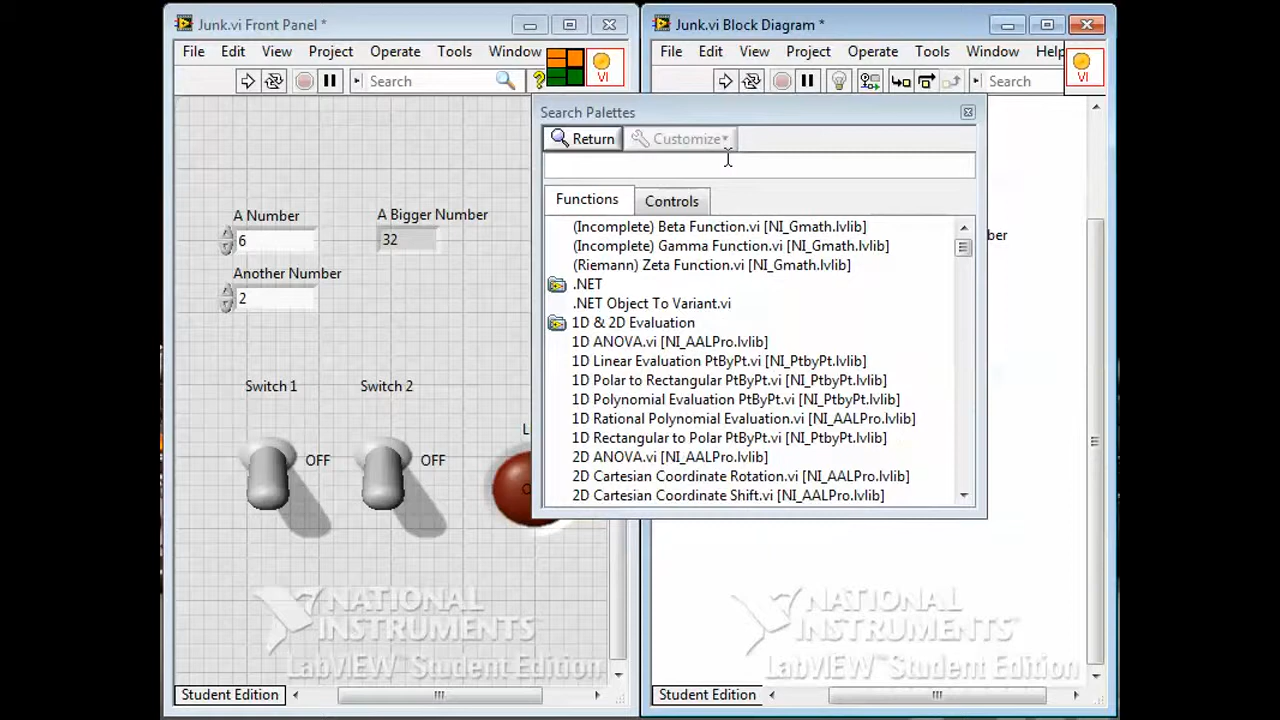 Junk.vi Front Panel *
File Edit View Project Operate Tools Window
Search
?
VI
A Number
6
A Bigger Number
32
Another Number
2
Switch 1
Switch 2
OFF
OFF
NATIONAL
INSTRUMENTS
LabVIEW™ Student Edition
Student Edition
Junk.vi Block Diagram *
File Edit View Project Operate Tools Window Help
Search
VI
Search Palettes
Return
Customize
Functions
Controls
(Incomplete) Beta Function.vi [NI_Gmath.lvlib]
(Incomplete) Gamma Function.vi [NI_Gmath.lvlib]
(Riemann) Zeta Function.vi [NI_Gmath.lvlib]
.NET
.NET Object To Variant.vi
1D & 2D Evaluation
1D ANOVA.vi [NI_AALPro.lvlib]
1D Linear Evaluation PtByPt.vi [NI_PtbyPt.lvlib]
1D Polar to Rectangular PtByPt.vi [NI_PtbyPt.lvlib]
1D Polynomial Evaluation PtByPt.vi [NI_PtbyPt.lvlib]
1D Rational Polynomial Evaluation.vi [NI_AALPro.lvlib]
1D Rectangular to Polar PtByPt.vi [NI_PtbyPt.lvlib]
2D ANOVA.vi [NI_AALPro.lvlib]
2D Cartesian Coordinate Rotation.vi [NI_AALPro.lvlib]
2D Cartesian Coordinate Shift.vi [NI_AALPro.lvlib]
NATIONAL
INSTRUMENTS
LabVIEW™ Student Edition
Student Edition